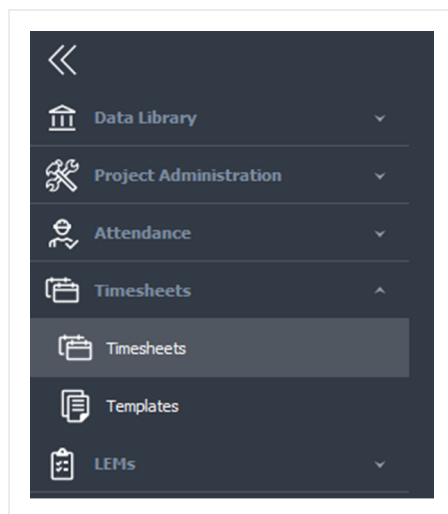 Data Library
Project Administration
Attendance
Timesheets
Timesheets
Templates
LEMs